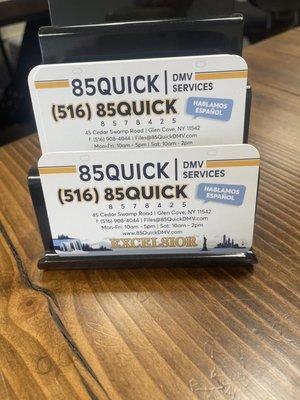 85QUICK | DMV SERVICES
(516) 85QUICK
8 5 7 8 4 2 5
HABLAMOS ESPAÑOL
45 Cedar Swamp Road | Glen Cove, NY 11542
f: (516) 908-4044 | Files@85QuickDMV.com
Mon-Fri: 10am - 5pm | Sat: 10am - 2pm
85QUICK | DMV SERVICES
(516) 85QUICK
8 5 7 8 4 2 5
HABLAMOS ESPAÑOL
45 Cedar Swamp Road | Glen Cove, NY 11542
f: (516) 908-4044 | Files@85QuickDMV.com
Mon-Fri: 10am - 5pm | Sat: 10am - 2pm
www.85QuickDMV.com
EXCELSIOR